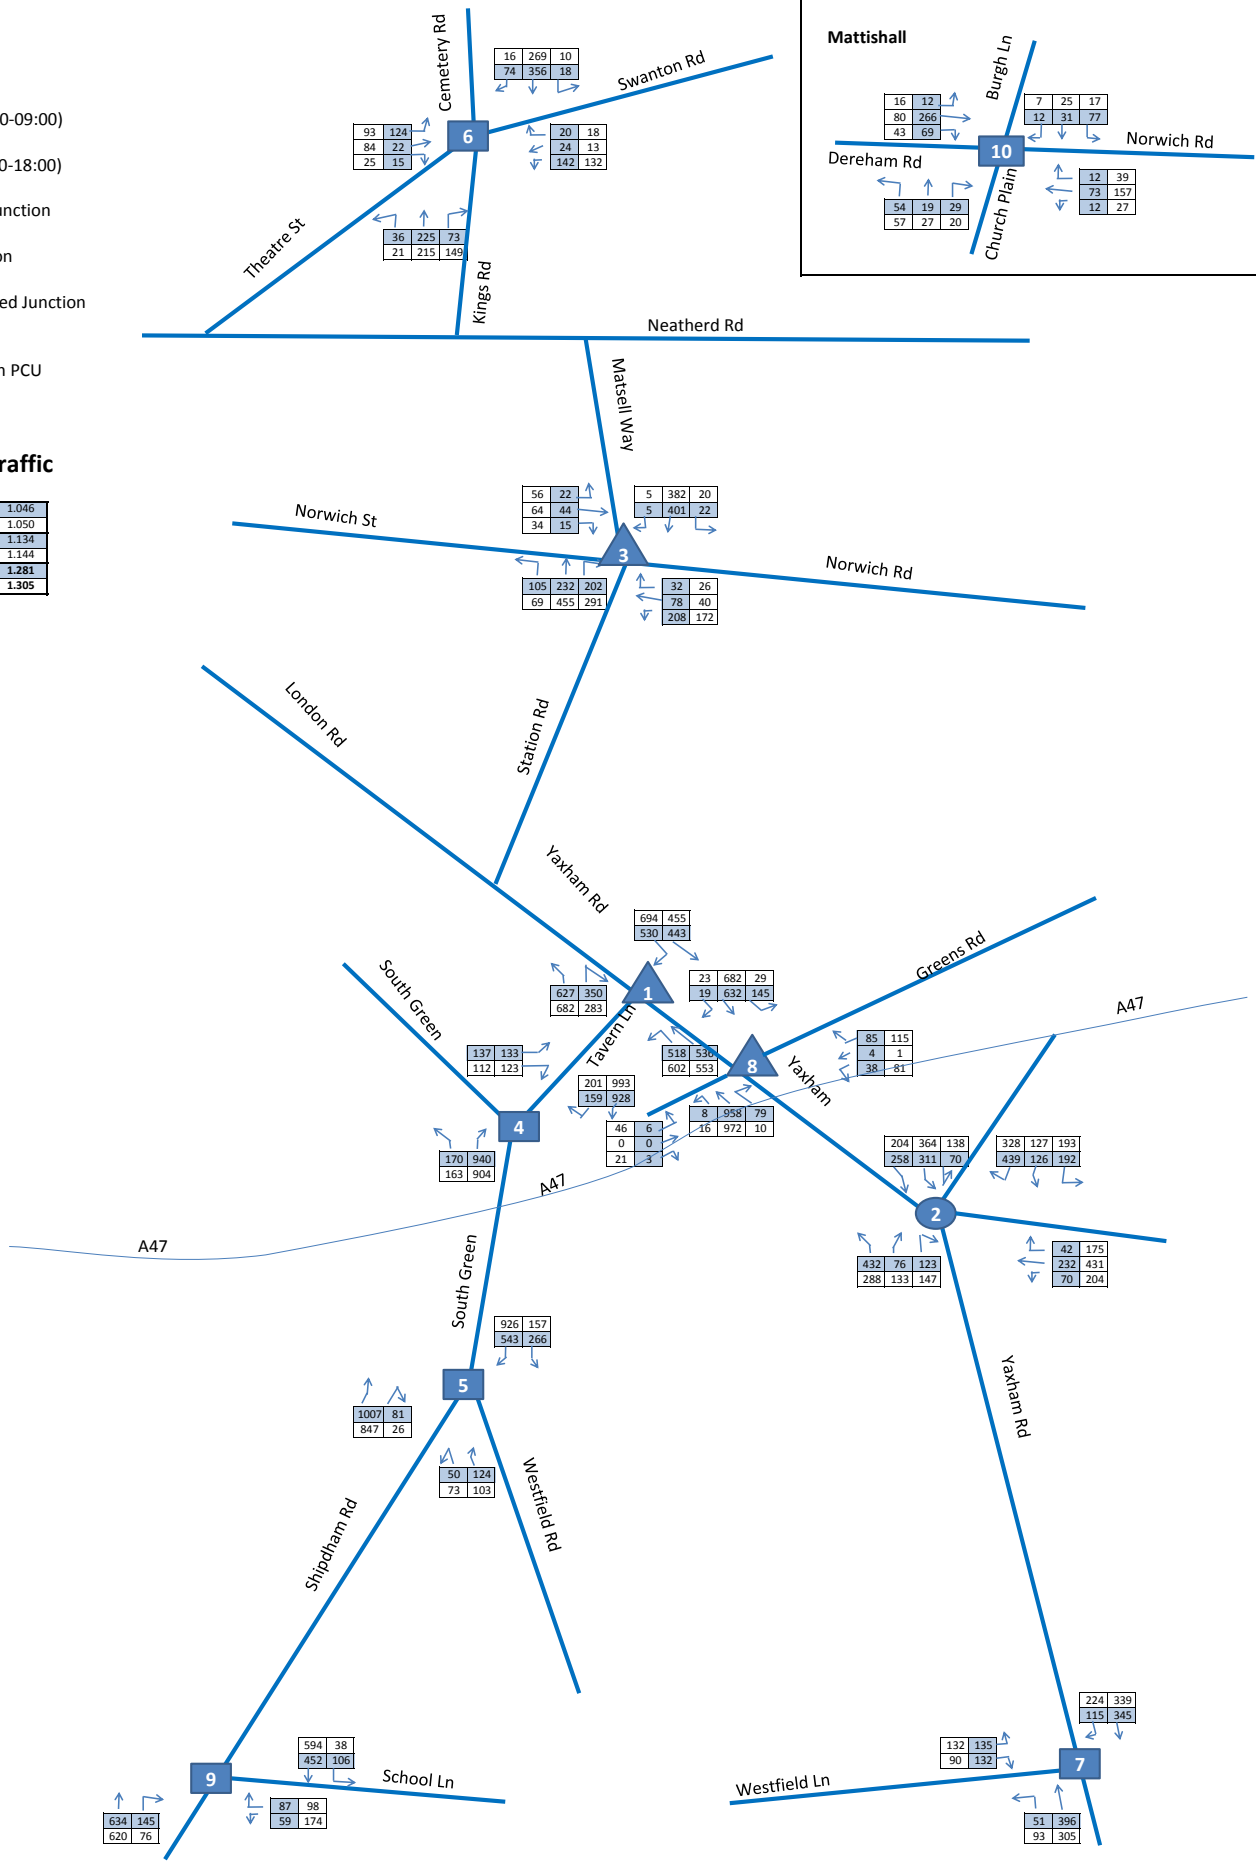 Mattishall
Cemetery Rd
Swanton Rd
16 269 10
74 356 18
93 124
84 22
25 15
6
20 18
24 13
142 132
36 225 73
21 215 149
Theatre St
Kings Rd
Burgh Ln
16 12
80 266
43 69
7 25 17
12 31 77
Dereham Rd
10
Norwich Rd
54 19 29
57 27 20
Church Plain
12 39
73 157
12 27
0-09:00)
0-18:00)
unction
on
ed Junction
n PCU
raffic
1.046
1.050
1.134
1.144
1.281
1.305
Neatherd Rd
Matsell Way
56 22
64 44
34 15
5 382 20
5 401 22
Norwich St
3
Norwich Rd
105 232 202
69 455 291
32 26
78 40
208 172
London Rd
Station Rd
Yaxham Rd
694 455
530 443
Greens Rd
South Green
627 350
682 283
1
23 682 29
19 632 145
A47
Tavern Ln
137 133
112 123
518 536
602 553
8
Yaxham
85 115
4 1
38 81
201 993
159 928
8 958 79
16 972 10
4
46 6
0 0
21 3
170 940
163 904
204 364 138
258 311 70
328 127 193
439 126 192
A47
2
A47
432 76 123
288 133 147
42 175
232 431
70 204
South Green
926 157
543 266
5
1007 81
847 26
50 124
73 103
Yaxham Rd
Westfield Rd
Shipdham Rd
224 339
115 345
594 38
452 106
132 135
90 132
9
School Ln
7
Westfield Ln
634 145
620 76
87 98
59 174
51 396
93 305